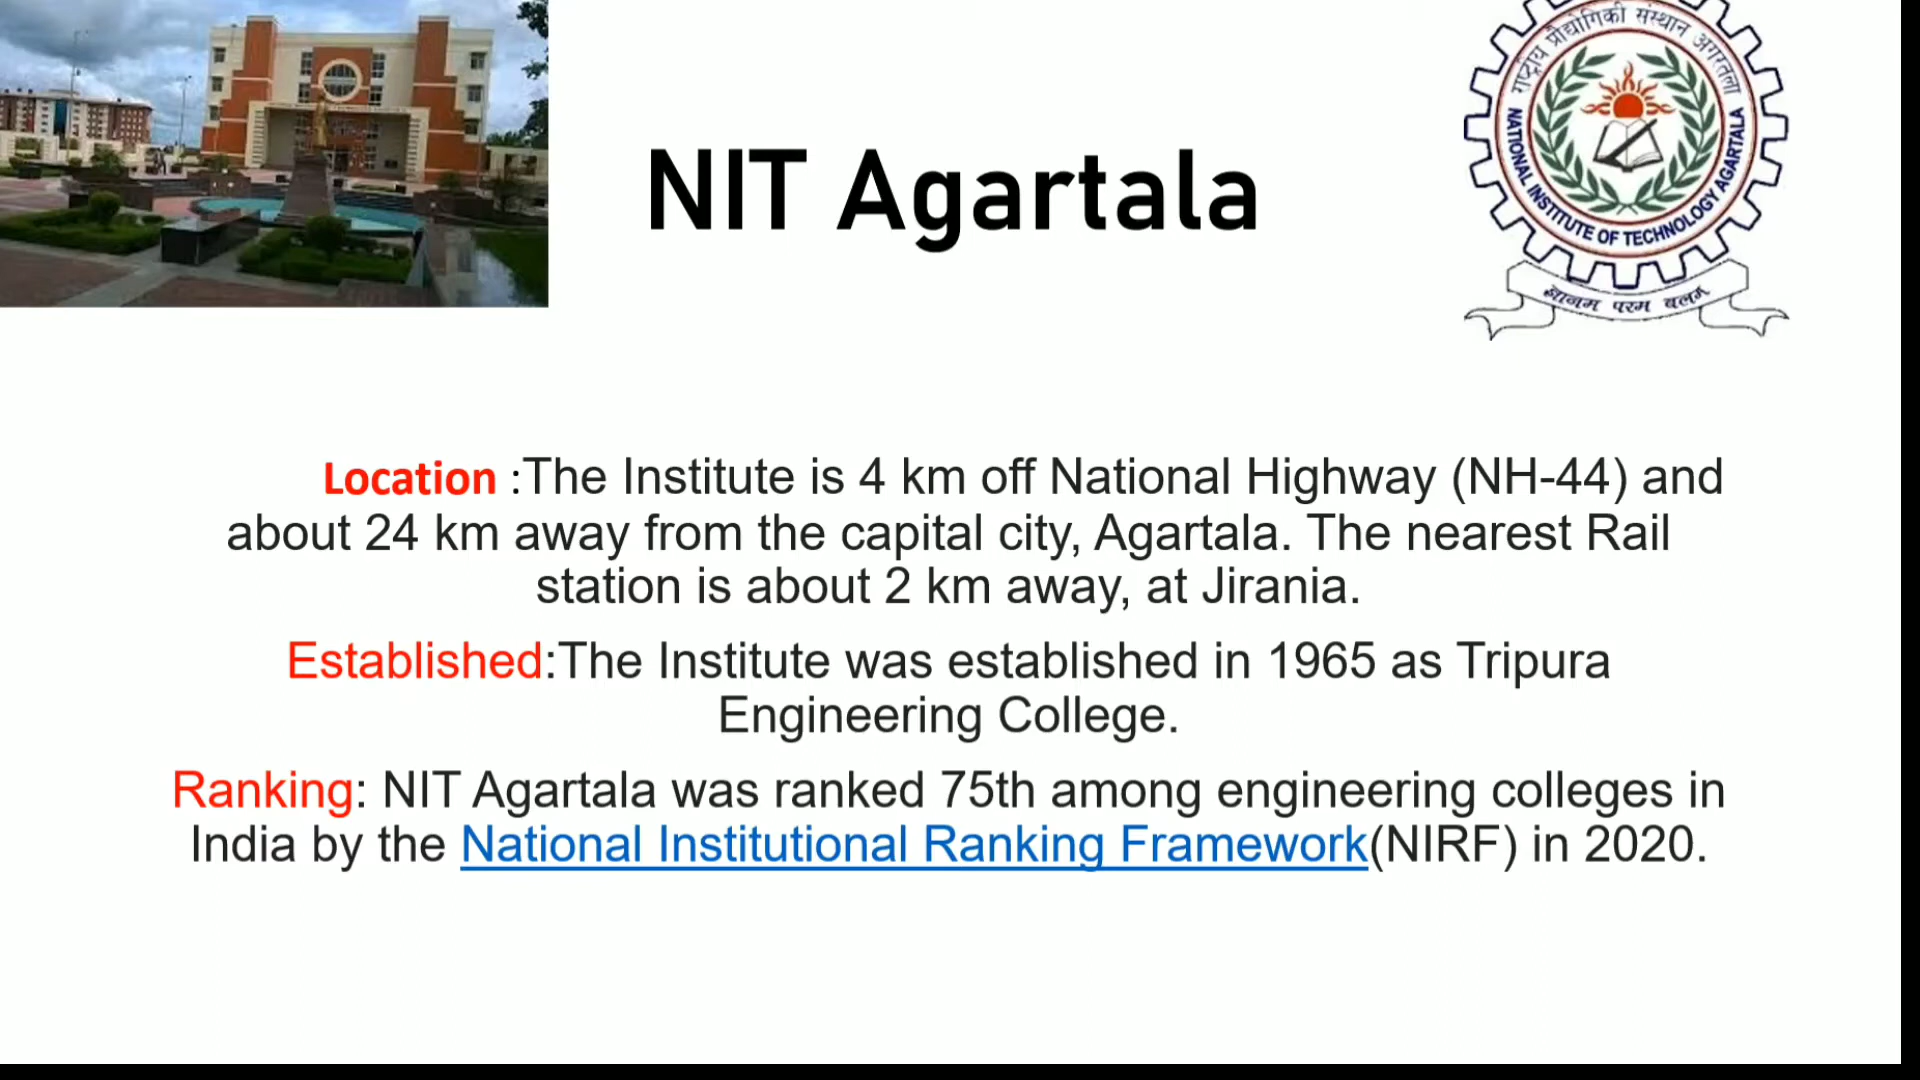 NIT Agartala
राष्ट्रीय प्रौद्योगिकी संस्थान अगरतला
NATIONAL INSTITUTE OF TECHNOLOGY AGARTALA
ज्ञानम परम बलम
Location :The Institute is 4 km off National Highway (NH-44) and
about 24 km away from the capital city, Agartala. The nearest Rail
station is about 2 km away, at Jirania.
Established:The Institute was established in 1965 as Tripura
Engineering College.
Ranking: NIT Agartala was ranked 75th among engineering colleges in
India by the National Institutional Ranking Framework(NIRF) in 2020.